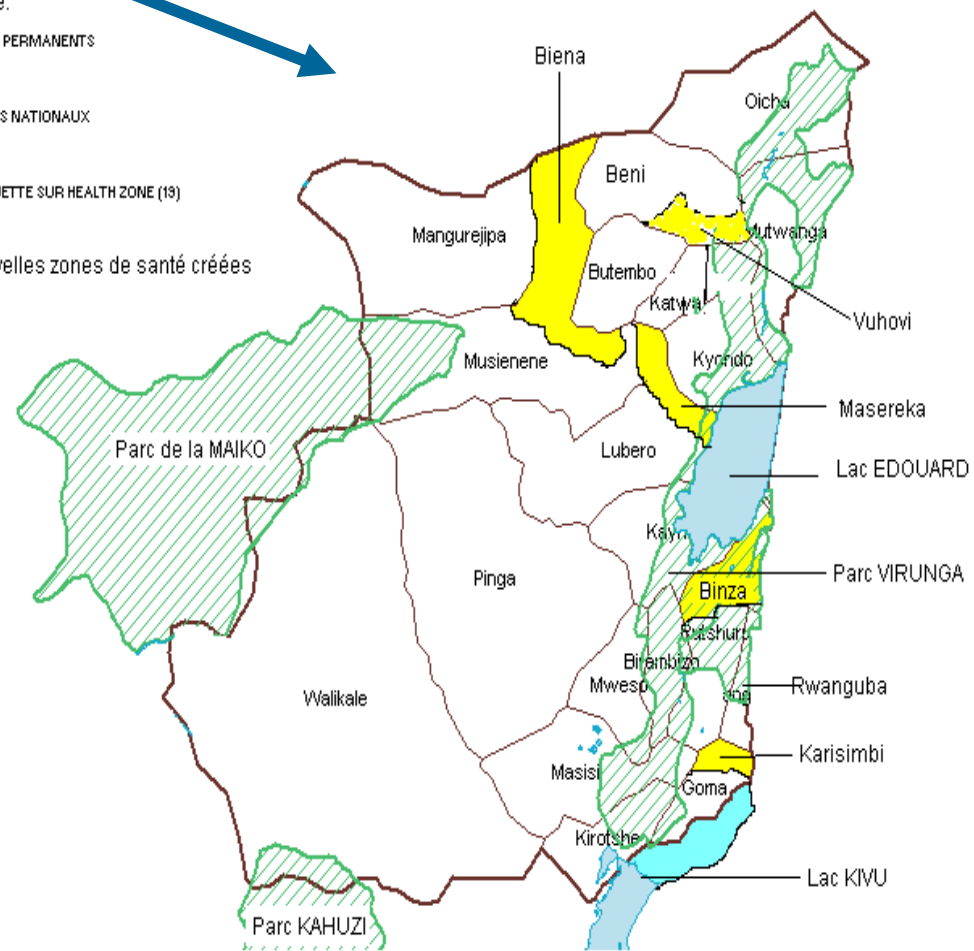 PERMANENTS
Biena
S NATIONAUX
Oicha
Beni
JETTE SUR HEALTH ZONE (19)
Mangurejipa
Mutwanga
velles zones de santé créées
Butembo
Katwa
Vuhovi
Musienene
Kyondo
Masereka
Parc de la MAIKO
Lubero
Lac EDOUARD
Kayn
Parc VIRUNGA
Pinga
Binza
Rutshuru
Birambizo
Mweso
Rwanguba
Walikale
Karisimbi
Masisi
Goma
Kirotshe
Lac KIVU
Parc KAHUZI